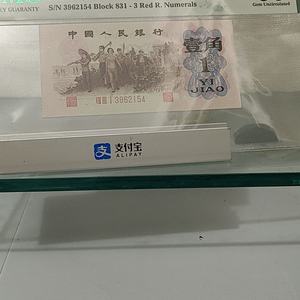 EY GUARANTY
S/N 3962154 Block 831 - 3 Red R. Numerals
Gem Uncirculated
中國人民銀行
壹角
1
YI
JIAO
3962154
支付宝
ALIPAY